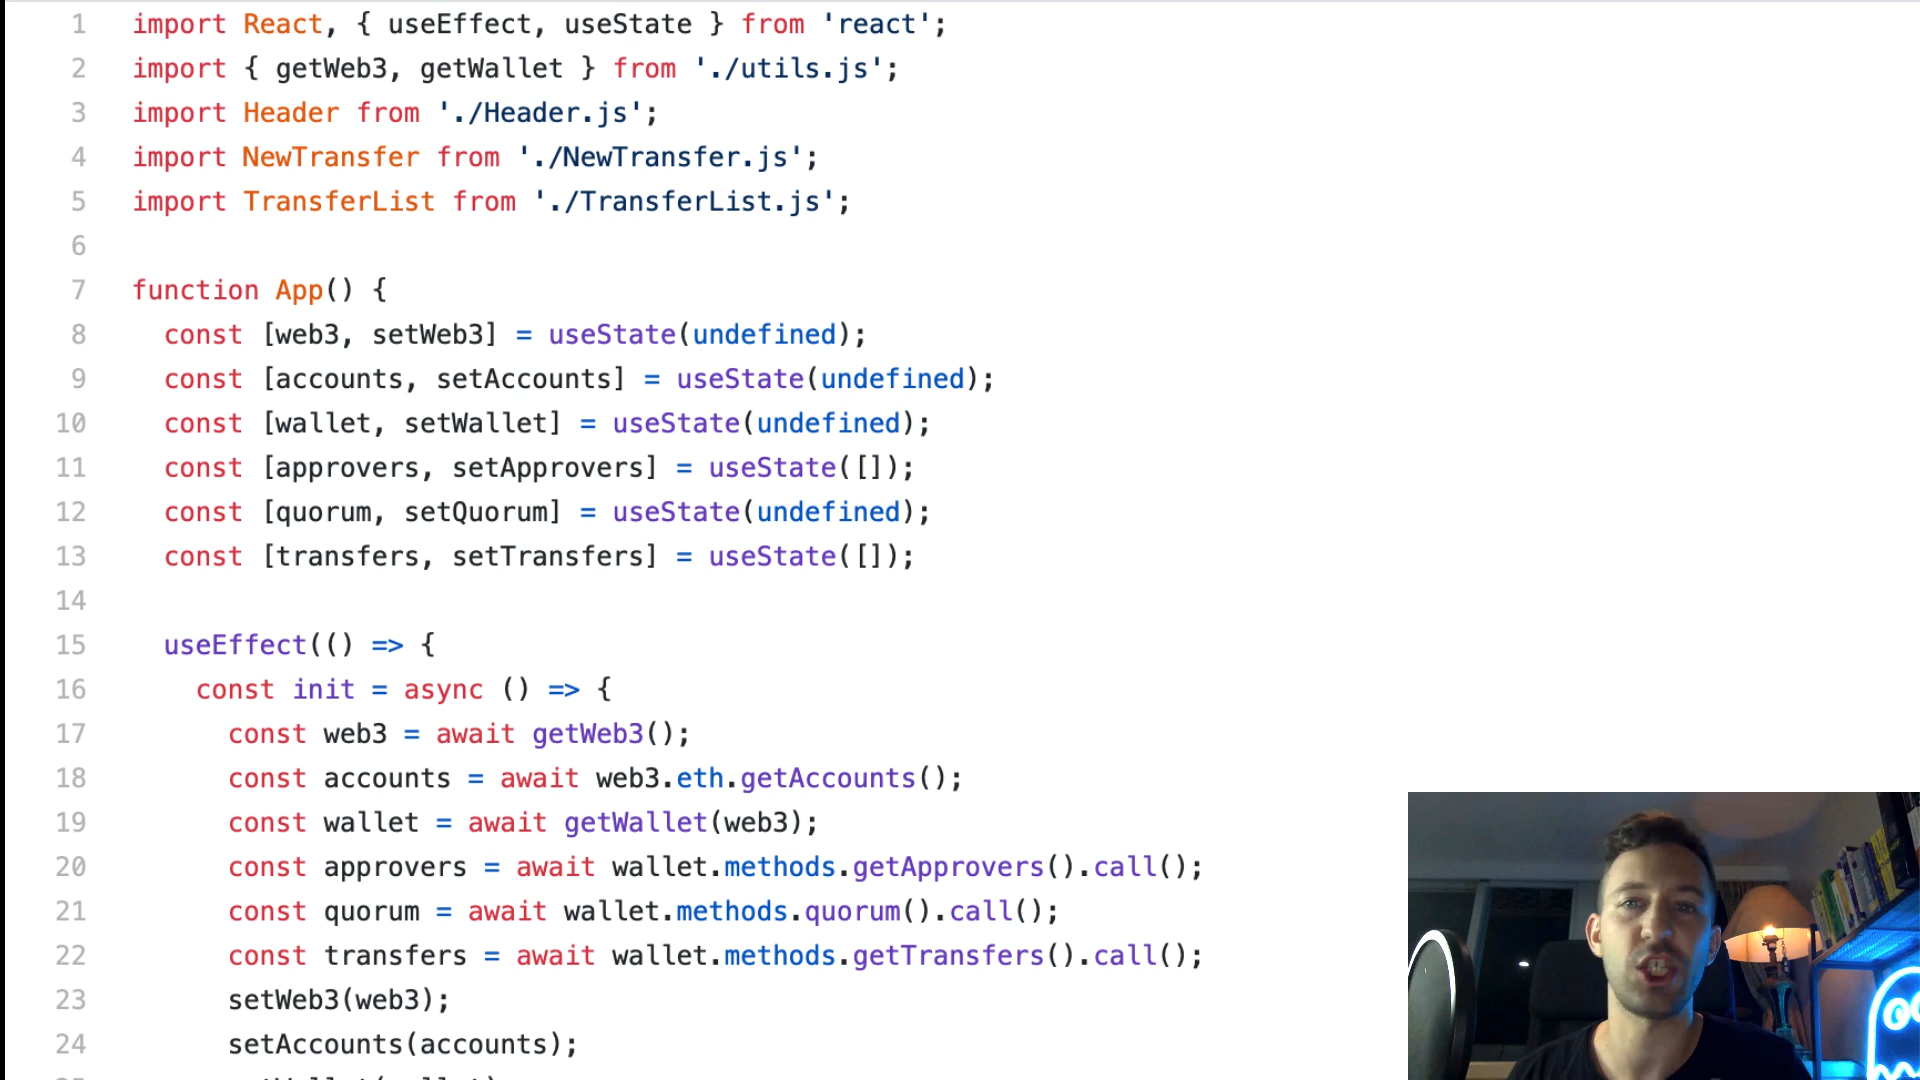 1 import React, { useEffect, useState } from 'react';
2 import { getWeb3, getWallet } from './utils.js';
3 import Header from './Header.js';
4 import NewTransfer from './NewTransfer.js';
5 import TransferList from './TransferList.js';
6
7 function App() {
8 const [web3, setWeb3] = useState(undefined);
9 const [accounts, setAccounts] = useState(undefined);
10 const [wallet, setWallet] = useState(undefined);
11 const [approvers, setApprovers] = useState([]);
12 const [quorum, setQuorum] = useState(undefined);
13 const [transfers, setTransfers] = useState([]);
14
15 useEffect(() => {
16 const init = async () => {
17 const web3 = await getWeb3();
18 const accounts = await web3.eth.getAccounts();
19 const wallet = await getWallet(web3);
20 const approvers = await wallet.methods.getApprovers().call();
21 const quorum = await wallet.methods.quorum().call();
22 const transfers = await wallet.methods.getTransfers().call();
23 setWeb3(web3);
24 setAccounts(accounts);